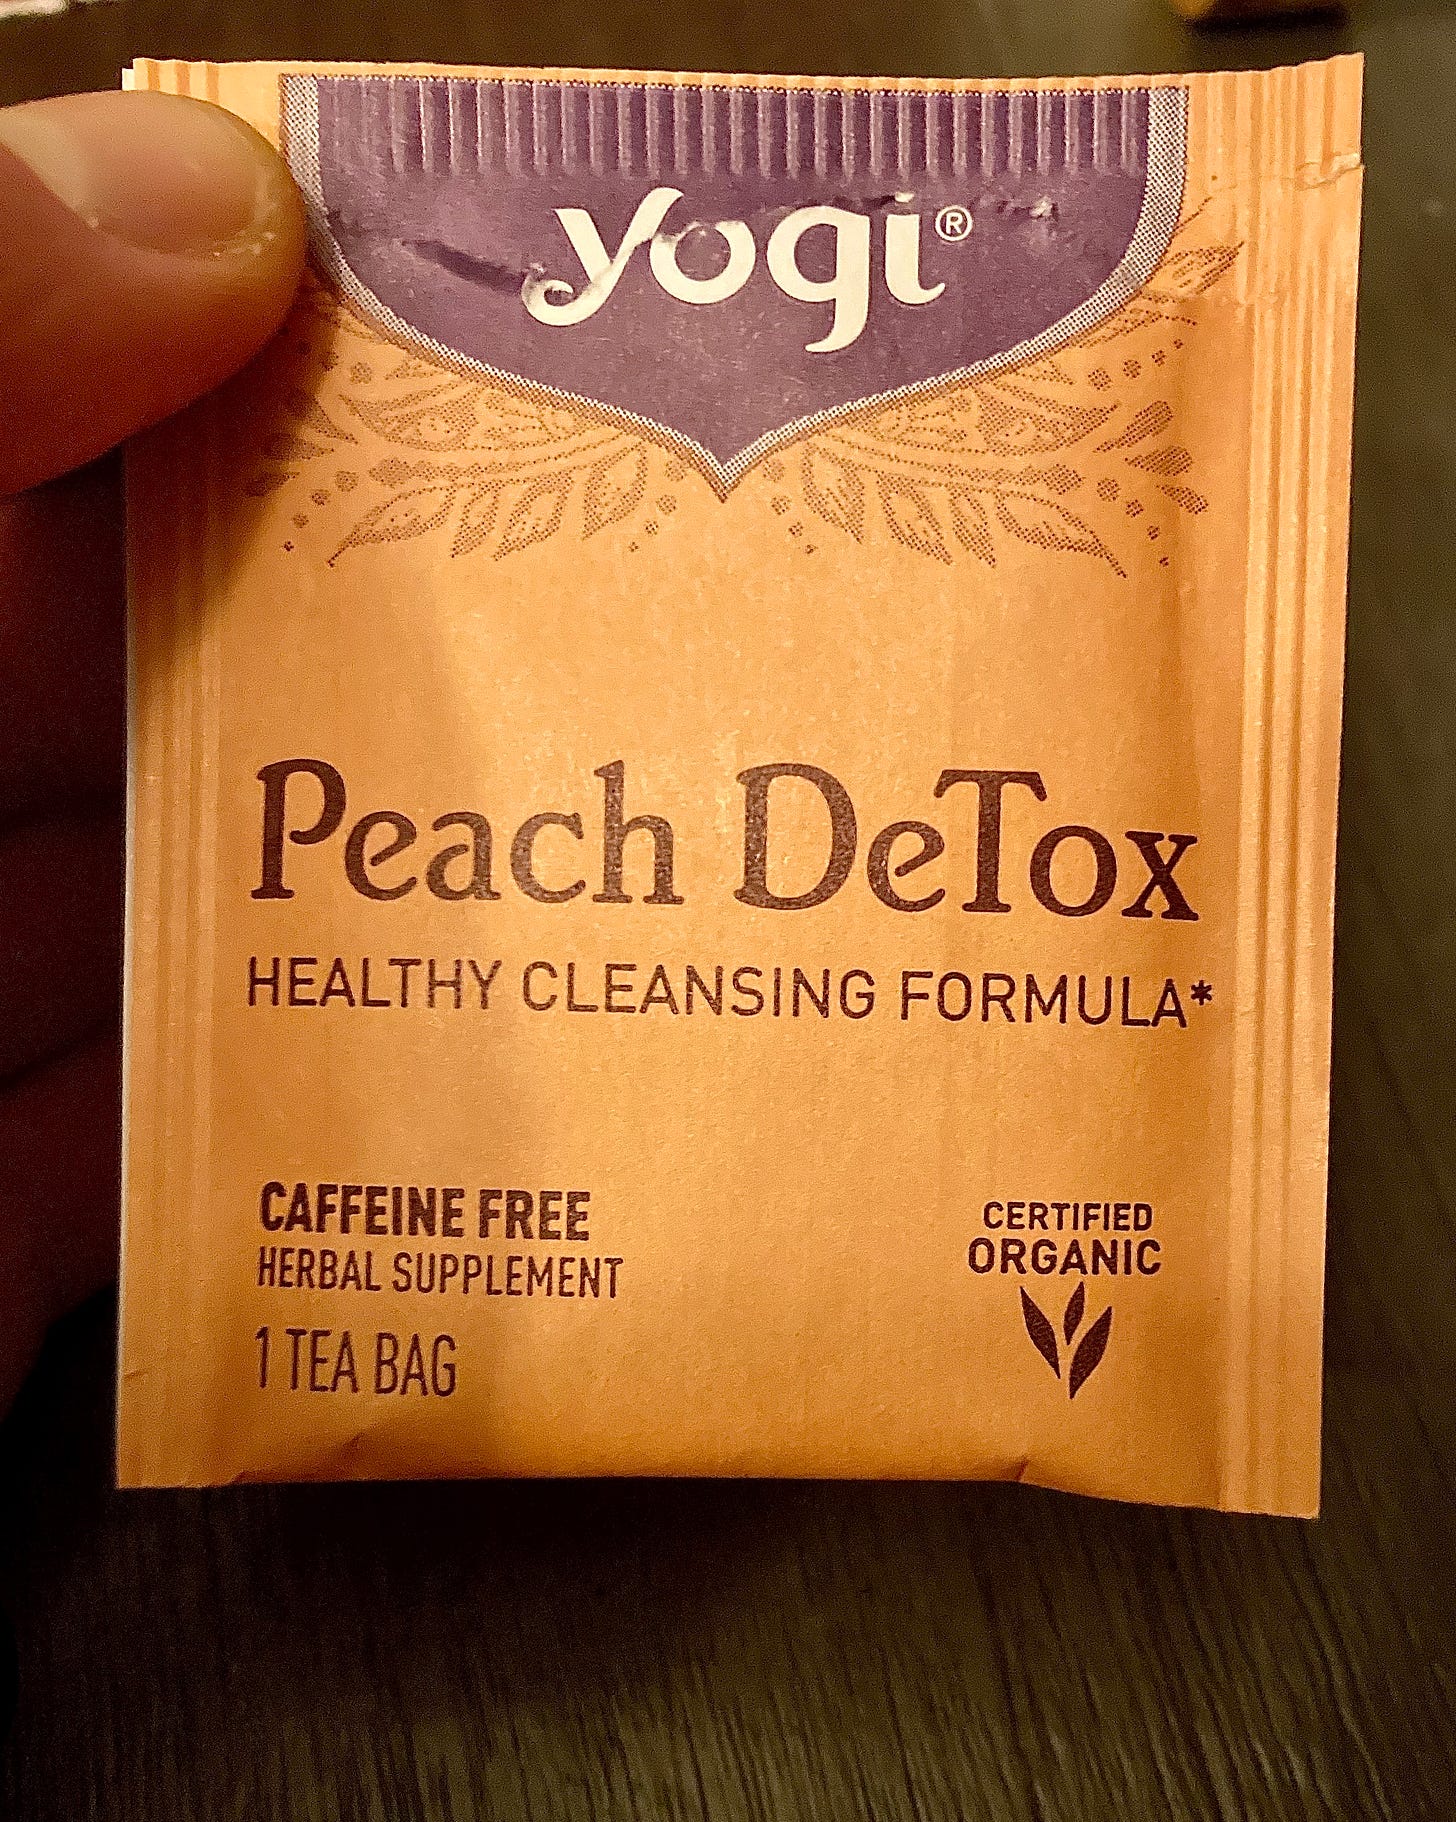 yogi®
Peach DeTox
HEALTHY CLEANSING FORMULA*
CAFFEINE FREE
HERBAL SUPPLEMENT
1 TEA BAG
CERTIFIED
ORGANIC